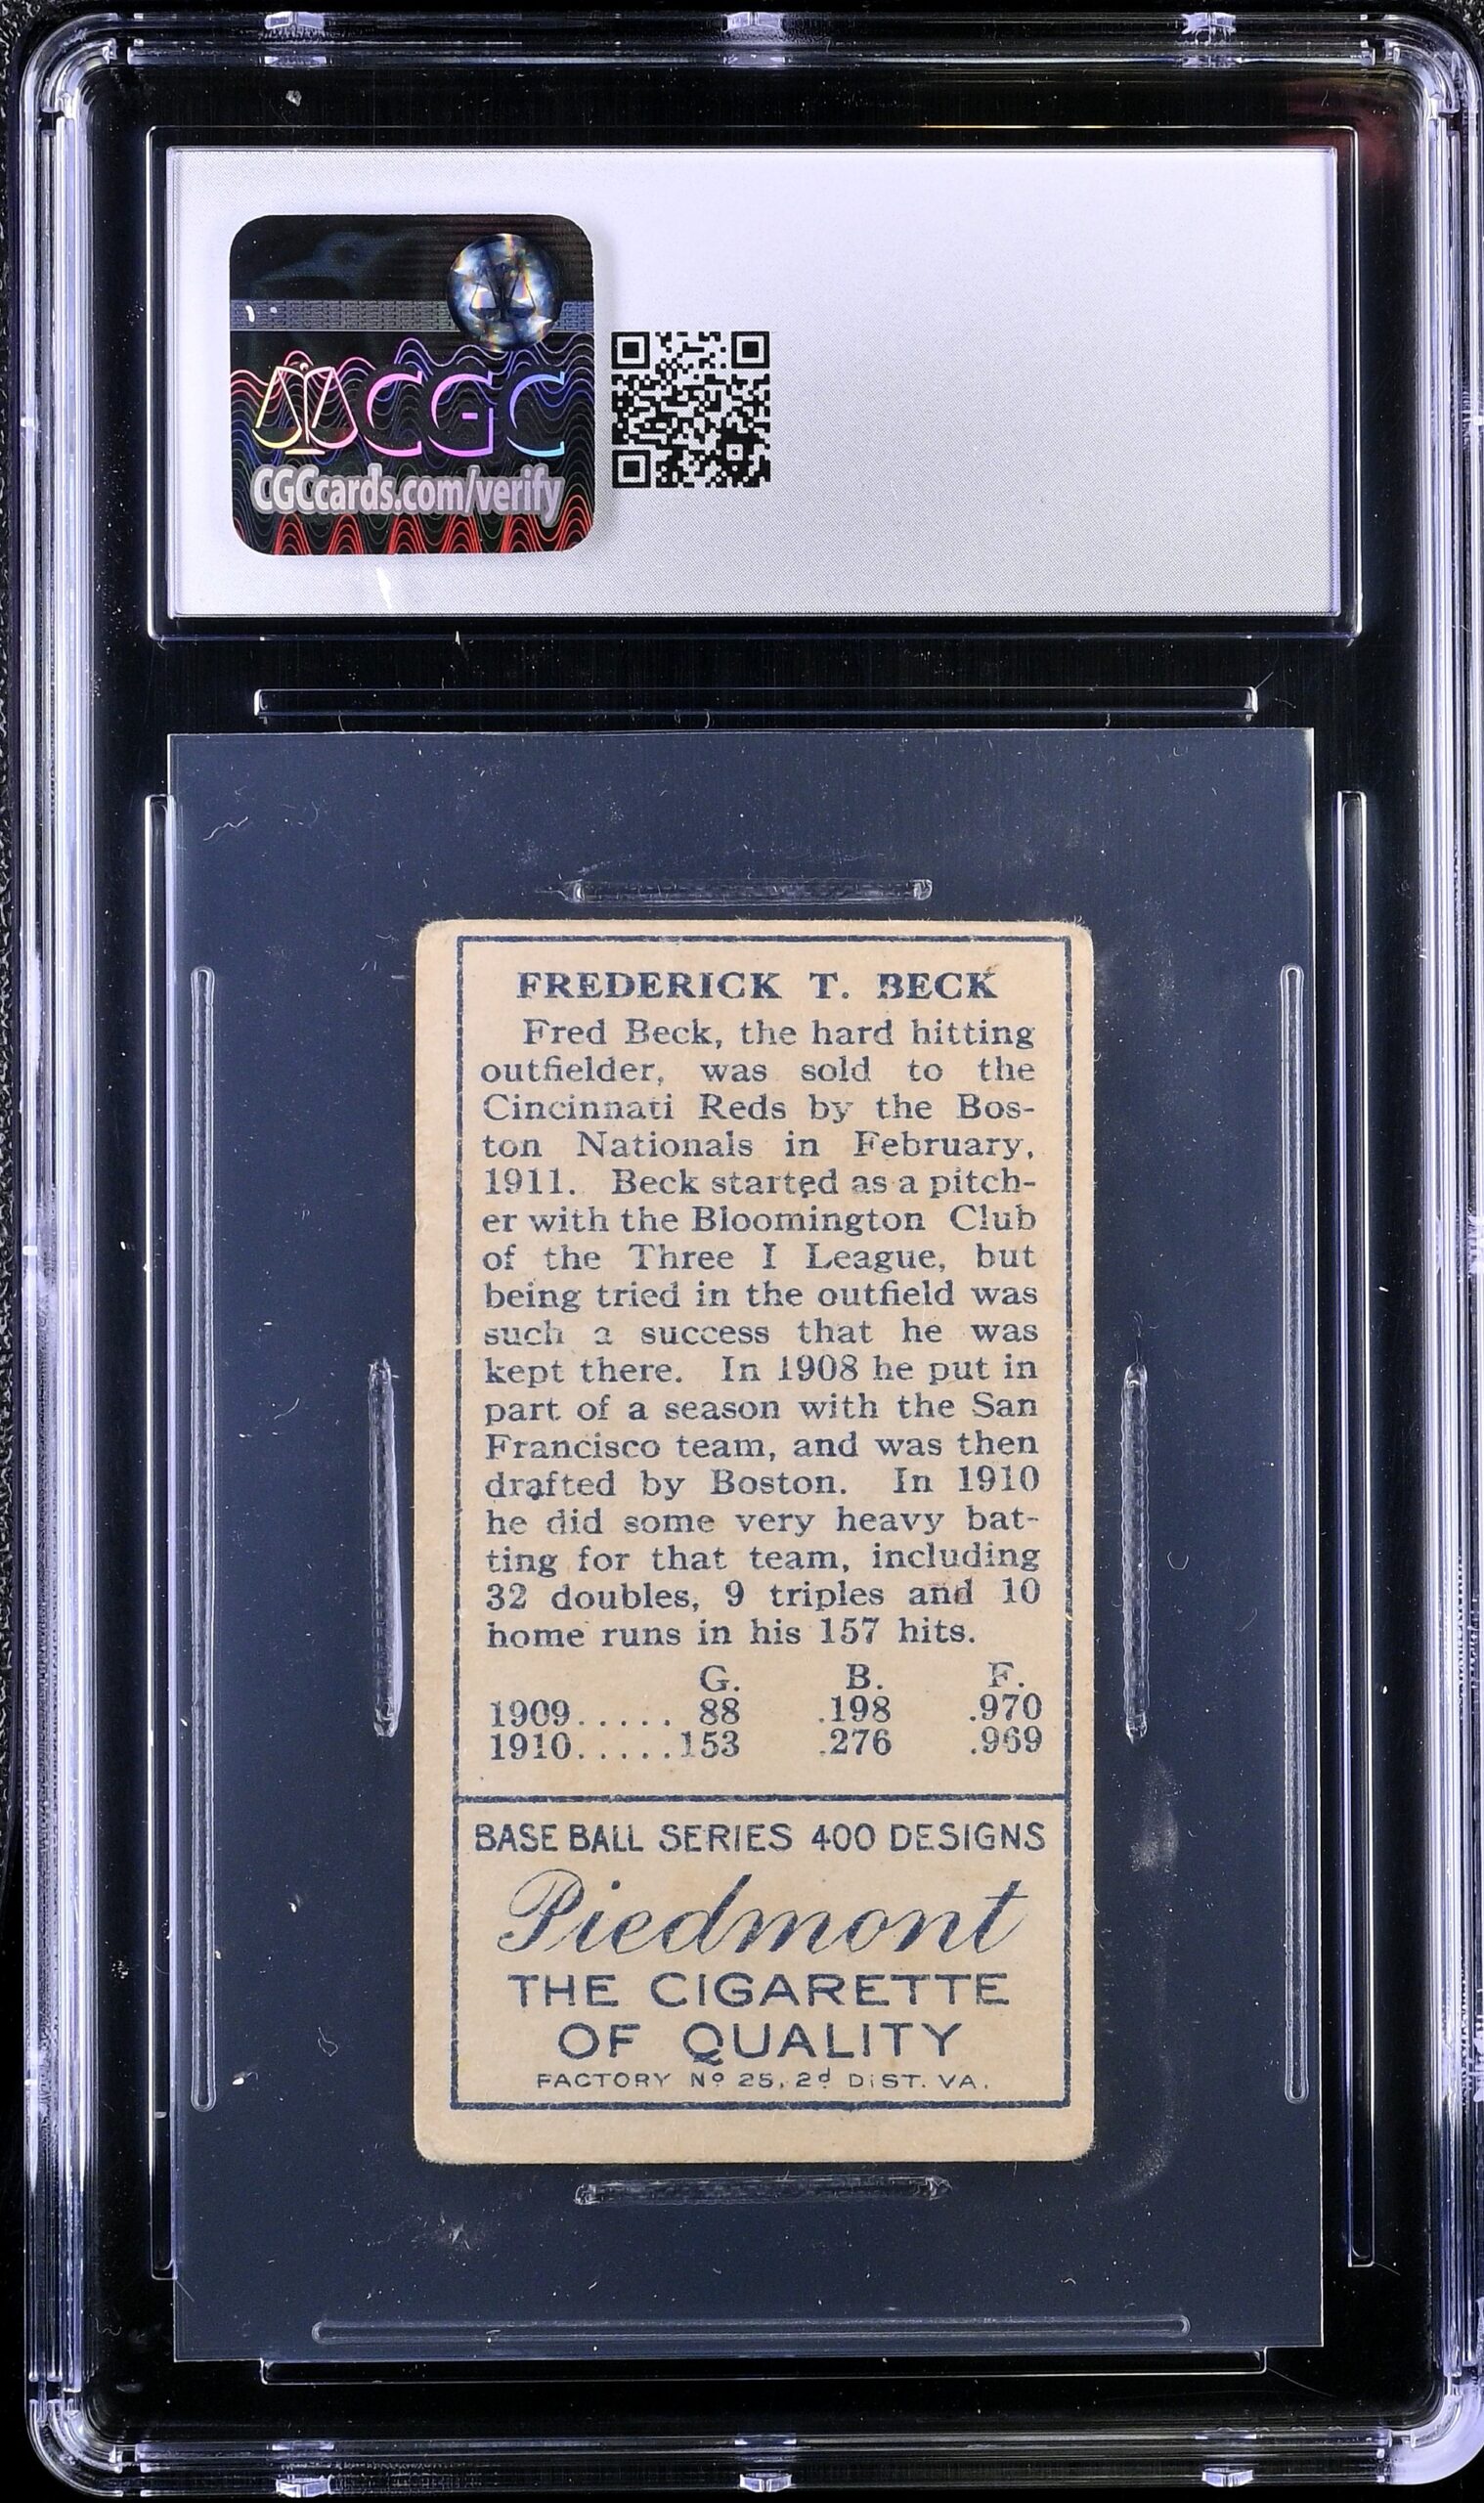 CGC
CGCcards.com/verify
FREDERICK T. BECK
Fred Beck, the hard hitting
outfielder, was sold to the
Cincinnati Reds by the Bos-
ton Nationals in February,
1911. Beck started as a pitch-
er with the Bloomington Club
of the Three I League, but
being tried in the outfield was
such a success that he was
kept there. In 1908 he put in
part of a season with the San
Francisco team, and was then
drafted by Boston. In 1910
he did some very heavy bat-
ting for that team, including
32 doubles, 9 triples and 10
home runs in his 157 hits.
G. B. F.
1909..... 88 .198 .970
1910.....153 .276 .969
BASE BALL SERIES 400 DESIGNS
Piedmont
THE CIGARETTE
OF QUALITY
FACTORY Nº 25, 2d DIST. VA.